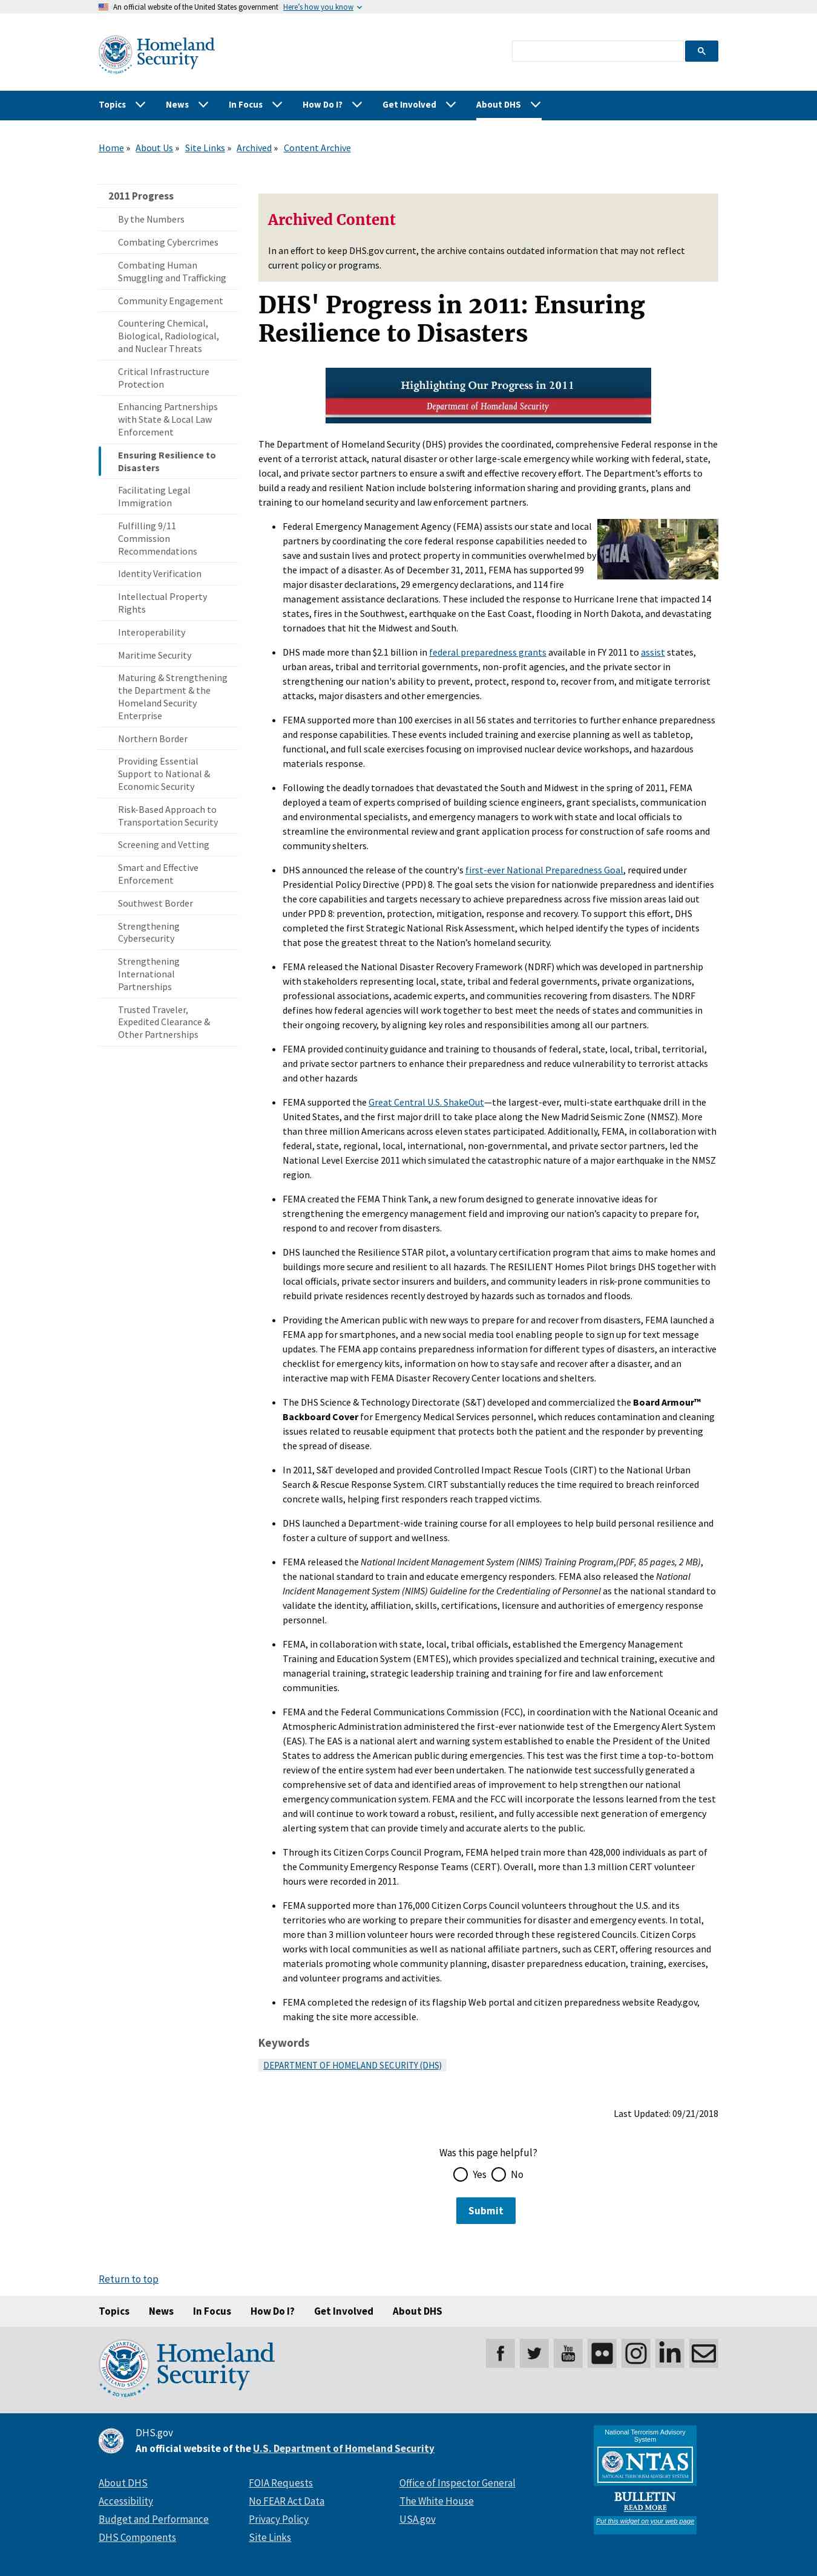 An official website of the United States government Here's how you know
Homeland
Security
Topics News In Focus How Do I? Get Involved About DHS
Home » About Us » Site Links » Archived » Content Archive
2011 Progress
By the Numbers
Combating Cybercrimes
Combating Human
Smuggling and Trafficking
Community Engagement
Countering Chemical,
Biological, Radiological,
and Nuclear Threats
Critical Infrastructure
Protection
Enhancing Partnerships
with State & Local Law
Enforcement
Ensuring Resilience to
Disasters
Facilitating Legal
Immigration
Fulfilling 9/11
Commission
Recommendations
Identity Verification
Intellectual Property
Rights
Interoperability
Maritime Security
Maturing & Strengthening
the Department & the
Homeland Security
Enterprise
Northern Border
Providing Essential
Support to National &
Economic Security
Risk-Based Approach to
Transportation Security
Screening and Vetting
Smart and Effective
Enforcement
Southwest Border
Strengthening
Cybersecurity
Strengthening
International
Partnerships
Trusted Traveler,
Expedited Clearance &
Other Partnerships
Archived Content
In an effort to keep DHS.gov current, the archive contains outdated information that may not reflect
current policy or programs.
DHS' Progress in 2011: Ensuring
Resilience to Disasters
Highlighting Our Progress in 2011
Department of Homeland Security
The Department of Homeland Security (DHS) provides the coordinated, comprehensive Federal response in the
event of a terrorist attack, natural disaster or other large-scale emergency while working with federal, state,
local, and private sector partners to ensure a swift and effective recovery effort. The Department's efforts to
build a ready and resilient Nation include bolstering information sharing and providing grants, plans and
training to our homeland security and law enforcement partners.
FEMA
• Federal Emergency Management Agency (FEMA) assists our state and local
partners by coordinating the core federal response capabilities needed to
save and sustain lives and protect property in communities overwhelmed by
the impact of a disaster. As of December 31, 2011, FEMA has supported 99
major disaster declarations, 29 emergency declarations, and 114 fire
management assistance declarations. These included the response to Hurricane Irene that impacted 14
states, fires in the Southwest, earthquake on the East Coast, flooding in North Dakota, and devastating
tornadoes that hit the Midwest and South.
• DHS made more than $2.1 billion in federal preparedness grants available in FY 2011 to assist states,
urban areas, tribal and territorial governments, non-profit agencies, and the private sector in
strengthening our nation's ability to prevent, protect, respond to, recover from, and mitigate terrorist
attacks, major disasters and other emergencies.
• FEMA supported more than 100 exercises in all 56 states and territories to further enhance preparedness
and response capabilities. These events included training and exercise planning as well as tabletop,
functional, and full scale exercises focusing on improvised nuclear device workshops, and hazardous
materials response.
• Following the deadly tornadoes that devastated the South and Midwest in the spring of 2011, FEMA
deployed a team of experts comprised of building science engineers, grant specialists, communication
and environmental specialists, and emergency managers to work with state and local officials to
streamline the environmental review and grant application process for construction of safe rooms and
community shelters.
• DHS announced the release of the country's first-ever National Preparedness Goal, required under
Presidential Policy Directive (PPD) 8. The goal sets the vision for nationwide preparedness and identifies
the core capabilities and targets necessary to achieve preparedness across five mission areas laid out
under PPD 8: prevention, protection, mitigation, response and recovery. To support this effort, DHS
completed the first Strategic National Risk Assessment, which helped identify the types of incidents
that pose the greatest threat to the Nation's homeland security.
• FEMA released the National Disaster Recovery Framework (NDRF) which was developed in partnership
with stakeholders representing local, state, tribal and federal governments, private organizations,
professional associations, academic experts, and communities recovering from disasters. The NDRF
defines how federal agencies will work together to best meet the needs of states and communities in
their ongoing recovery, by aligning key roles and responsibilities among all our partners.
• FEMA provided continuity guidance and training to thousands of federal, state, local, tribal, territorial,
and private sector partners to enhance their preparedness and reduce vulnerability to terrorist attacks
and other hazards
• FEMA supported the Great Central U.S. ShakeOut—the largest-ever, multi-state earthquake drill in the
United States, and the first major drill to take place along the New Madrid Seismic Zone (NMSZ). More
than three million Americans across eleven states participated. Additionally, FEMA, in collaboration with
federal, state, regional, local, international, non-governmental, and private sector partners, led the
National Level Exercise 2011 which simulated the catastrophic nature of a major earthquake in the NMSZ
region.
• FEMA created the FEMA Think Tank, a new forum designed to generate innovative ideas for
strengthening the emergency management field and improving our nation's capacity to prepare for,
respond to and recover from disasters.
• DHS launched the Resilience STAR pilot, a voluntary certification program that aims to make homes and
buildings more secure and resilient to all hazards. The RESILIENT Homes Pilot brings DHS together with
local officials, private sector insurers and builders, and community leaders in risk-prone communities to
rebuild private residences recently destroyed by hazards such as tornados and floods.
• Providing the American public with new ways to prepare for and recover from disasters, FEMA launched a
FEMA app for smartphones, and a new social media tool enabling people to sign up for text message
updates. The FEMA app contains preparedness information for different types of disasters, an interactive
checklist for emergency kits, information on how to stay safe and recover after a disaster, and an
interactive map with FEMA Disaster Recovery Center locations and shelters.
• The DHS Science & Technology Directorate (S&T) developed and commercialized the Board Armour™
Backboard Cover for Emergency Medical Services personnel, which reduces contamination and cleaning
issues related to reusable equipment that protects both the patient and the responder by preventing
the spread of disease.
• In 2011, S&T developed and provided Controlled Impact Rescue Tools (CIRT) to the National Urban
Search & Rescue Response System. CIRT substantially reduces the time required to breach reinforced
concrete walls, helping first responders reach trapped victims.
• DHS launched a Department-wide training course for all employees to help build personal resilience and
foster a culture of support and wellness.
• FEMA released the National Incident Management System (NIMS) Training Program,(PDF, 85 pages, 2 MB),
the national standard to train and educate emergency responders. FEMA also released the National
Incident Management System (NIMS) Guideline for the Credentialing of Personnel as the national standard to
validate the identity, affiliation, skills, certifications, licensure and authorities of emergency response
personnel.
• FEMA, in collaboration with state, local, tribal officials, established the Emergency Management
Training and Education System (EMTES), which provides specialized and technical training, executive and
managerial training, strategic leadership training and training for fire and law enforcement
communities.
• FEMA and the Federal Communications Commission (FCC), in coordination with the National Oceanic and
Atmospheric Administration administered the first-ever nationwide test of the Emergency Alert System
(EAS). The EAS is a national alert and warning system established to enable the President of the United
States to address the American public during emergencies. This test was the first time a top-to-bottom
review of the entire system had ever been undertaken. The nationwide test successfully generated a
comprehensive set of data and identified areas of improvement to help strengthen our national
emergency communication system. FEMA and the FCC will incorporate the lessons learned from the test
and will continue to work toward a robust, resilient, and fully accessible next generation of emergency
alerting system that can provide timely and accurate alerts to the public.
• Through its Citizen Corps Council Program, FEMA helped train more than 428,000 individuals as part of
the Community Emergency Response Teams (CERT). Overall, more than 1.3 million CERT volunteer
hours were recorded in 2011.
• FEMA supported more than 176,000 Citizen Corps Council volunteers throughout the U.S. and its
territories who are working to prepare their communities for disaster and emergency events. In total,
more than 3 million volunteer hours were recorded through these registered Councils. Citizen Corps
works with local communities as well as national affiliate partners, such as CERT, offering resources and
materials promoting whole community planning, disaster preparedness education, training, exercises,
and volunteer programs and activities.
• FEMA completed the redesign of its flagship Web portal and citizen preparedness website Ready.gov,
making the site more accessible.
Keywords
DEPARTMENT OF HOMELAND SECURITY (DHS)
Last Updated: 09/21/2018
Was this page helpful?
Yes No
Submit
Return to top
Topics News In Focus How Do I? Get Involved About DHS
Homeland
Security
20 YEARS
You
Tube
DHS.gov
An official website of the U.S. Department of Homeland Security
About DHS
Accessibility
Budget and Performance
DHS Components
FOIA Requests
No FEAR Act Data
Privacy Policy
Site Links
Office of Inspector General
The White House
USA.gov
National Terrorism Advisory
System
NTAS
NATIONAL TERRORISM ADVISORY SYSTEM
BULLETIN
READ MORE
Put this widget on your web page